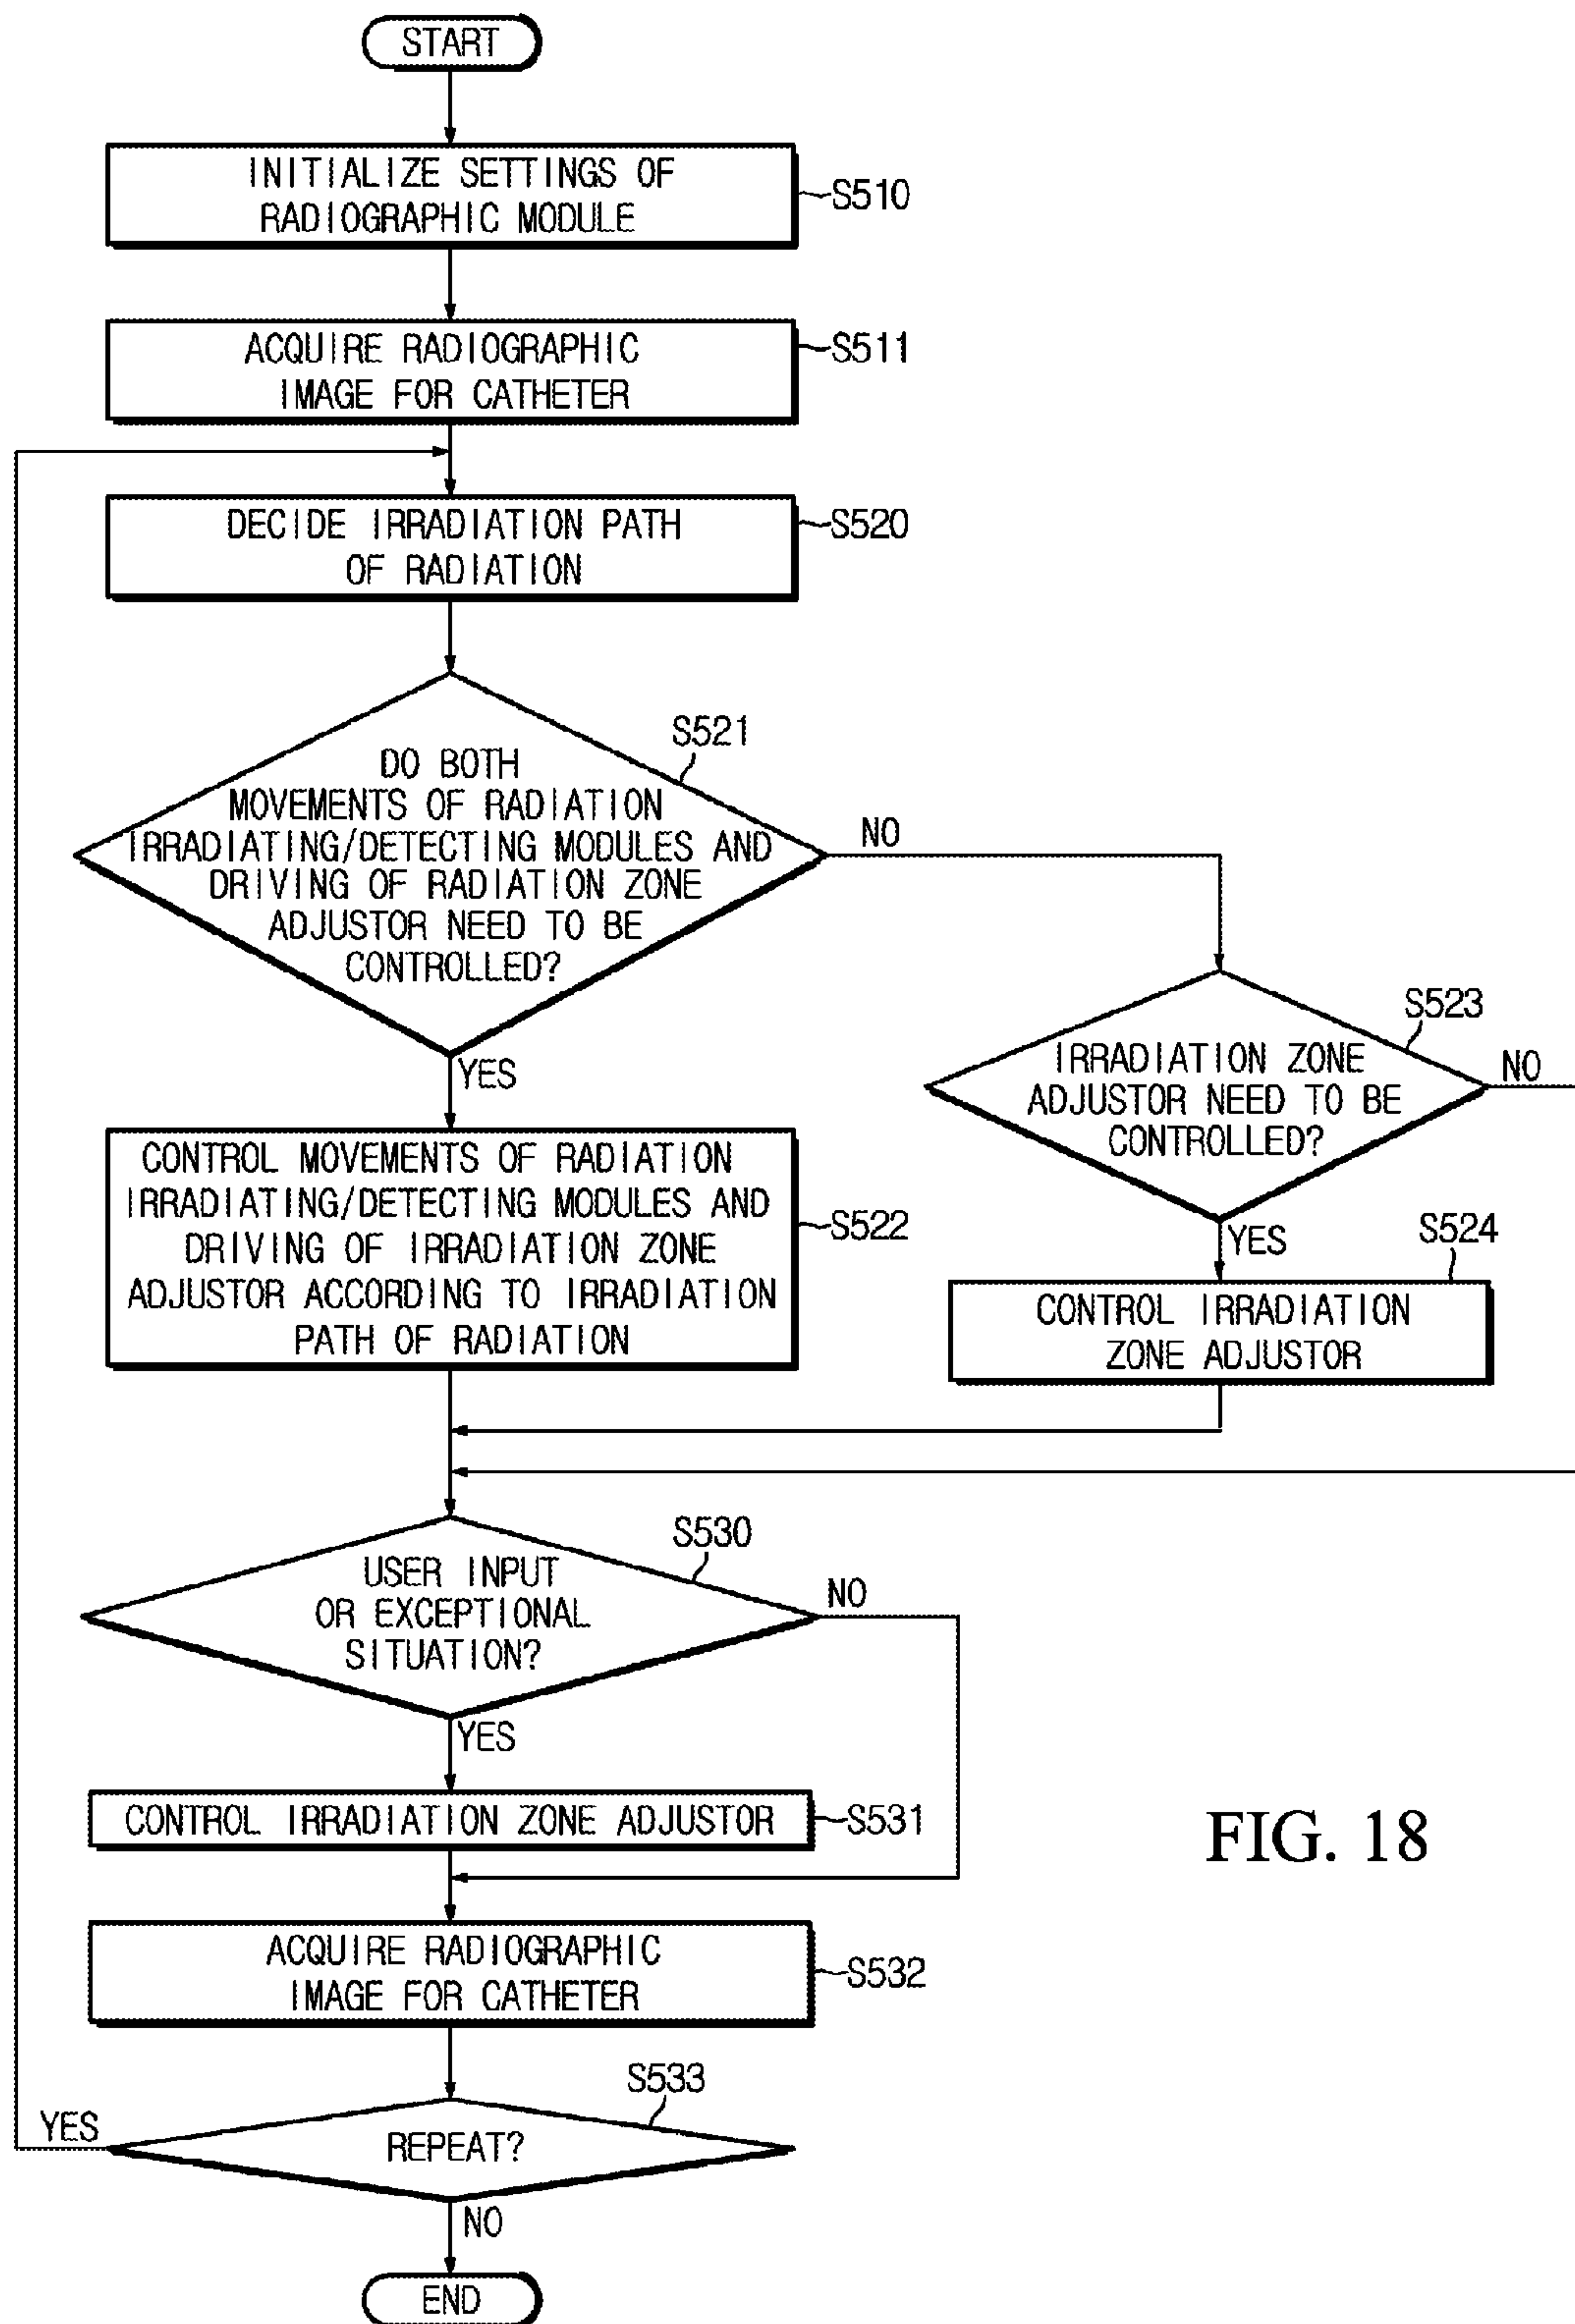 START
INITIALIZE SETTINGS OF
RADIOGRAPHIC MODULE
S510
ACQUIRE RADIOGRAPHIC
IMAGE FOR CATHETER
S511
DECIDE IRRADIATION PATH
OF RADIATION
S520
S521
DO BOTH
MOVEMENTS OF RADIATION
IRRADIATING/DETECTING MODULES AND
DRIVING OF RADIATION ZONE
ADJUSTOR NEED TO BE
CONTROLLED?
NO
YES
S523
IRRADIATION ZONE
ADJUSTOR NEED TO BE
CONTROLLED?
NO
YES
CONTROL MOVEMENTS OF RADIATION
IRRADIATING/DETECTING MODULES AND
DRIVING OF IRRADIATION ZONE
ADJUSTOR ACCORDING TO IRRADIATION
PATH OF RADIATION
S522
S524
CONTROL IRRADIATION
ZONE ADJUSTOR
S530
USER INPUT
OR EXCEPTIONAL
SITUATION?
NO
YES
CONTROL IRRADIATION ZONE ADJUSTOR
S531
ACQUIRE RADIOGRAPHIC
IMAGE FOR CATHETER
S532
S533
REPEAT?
YES
NO
END
FIG. 18